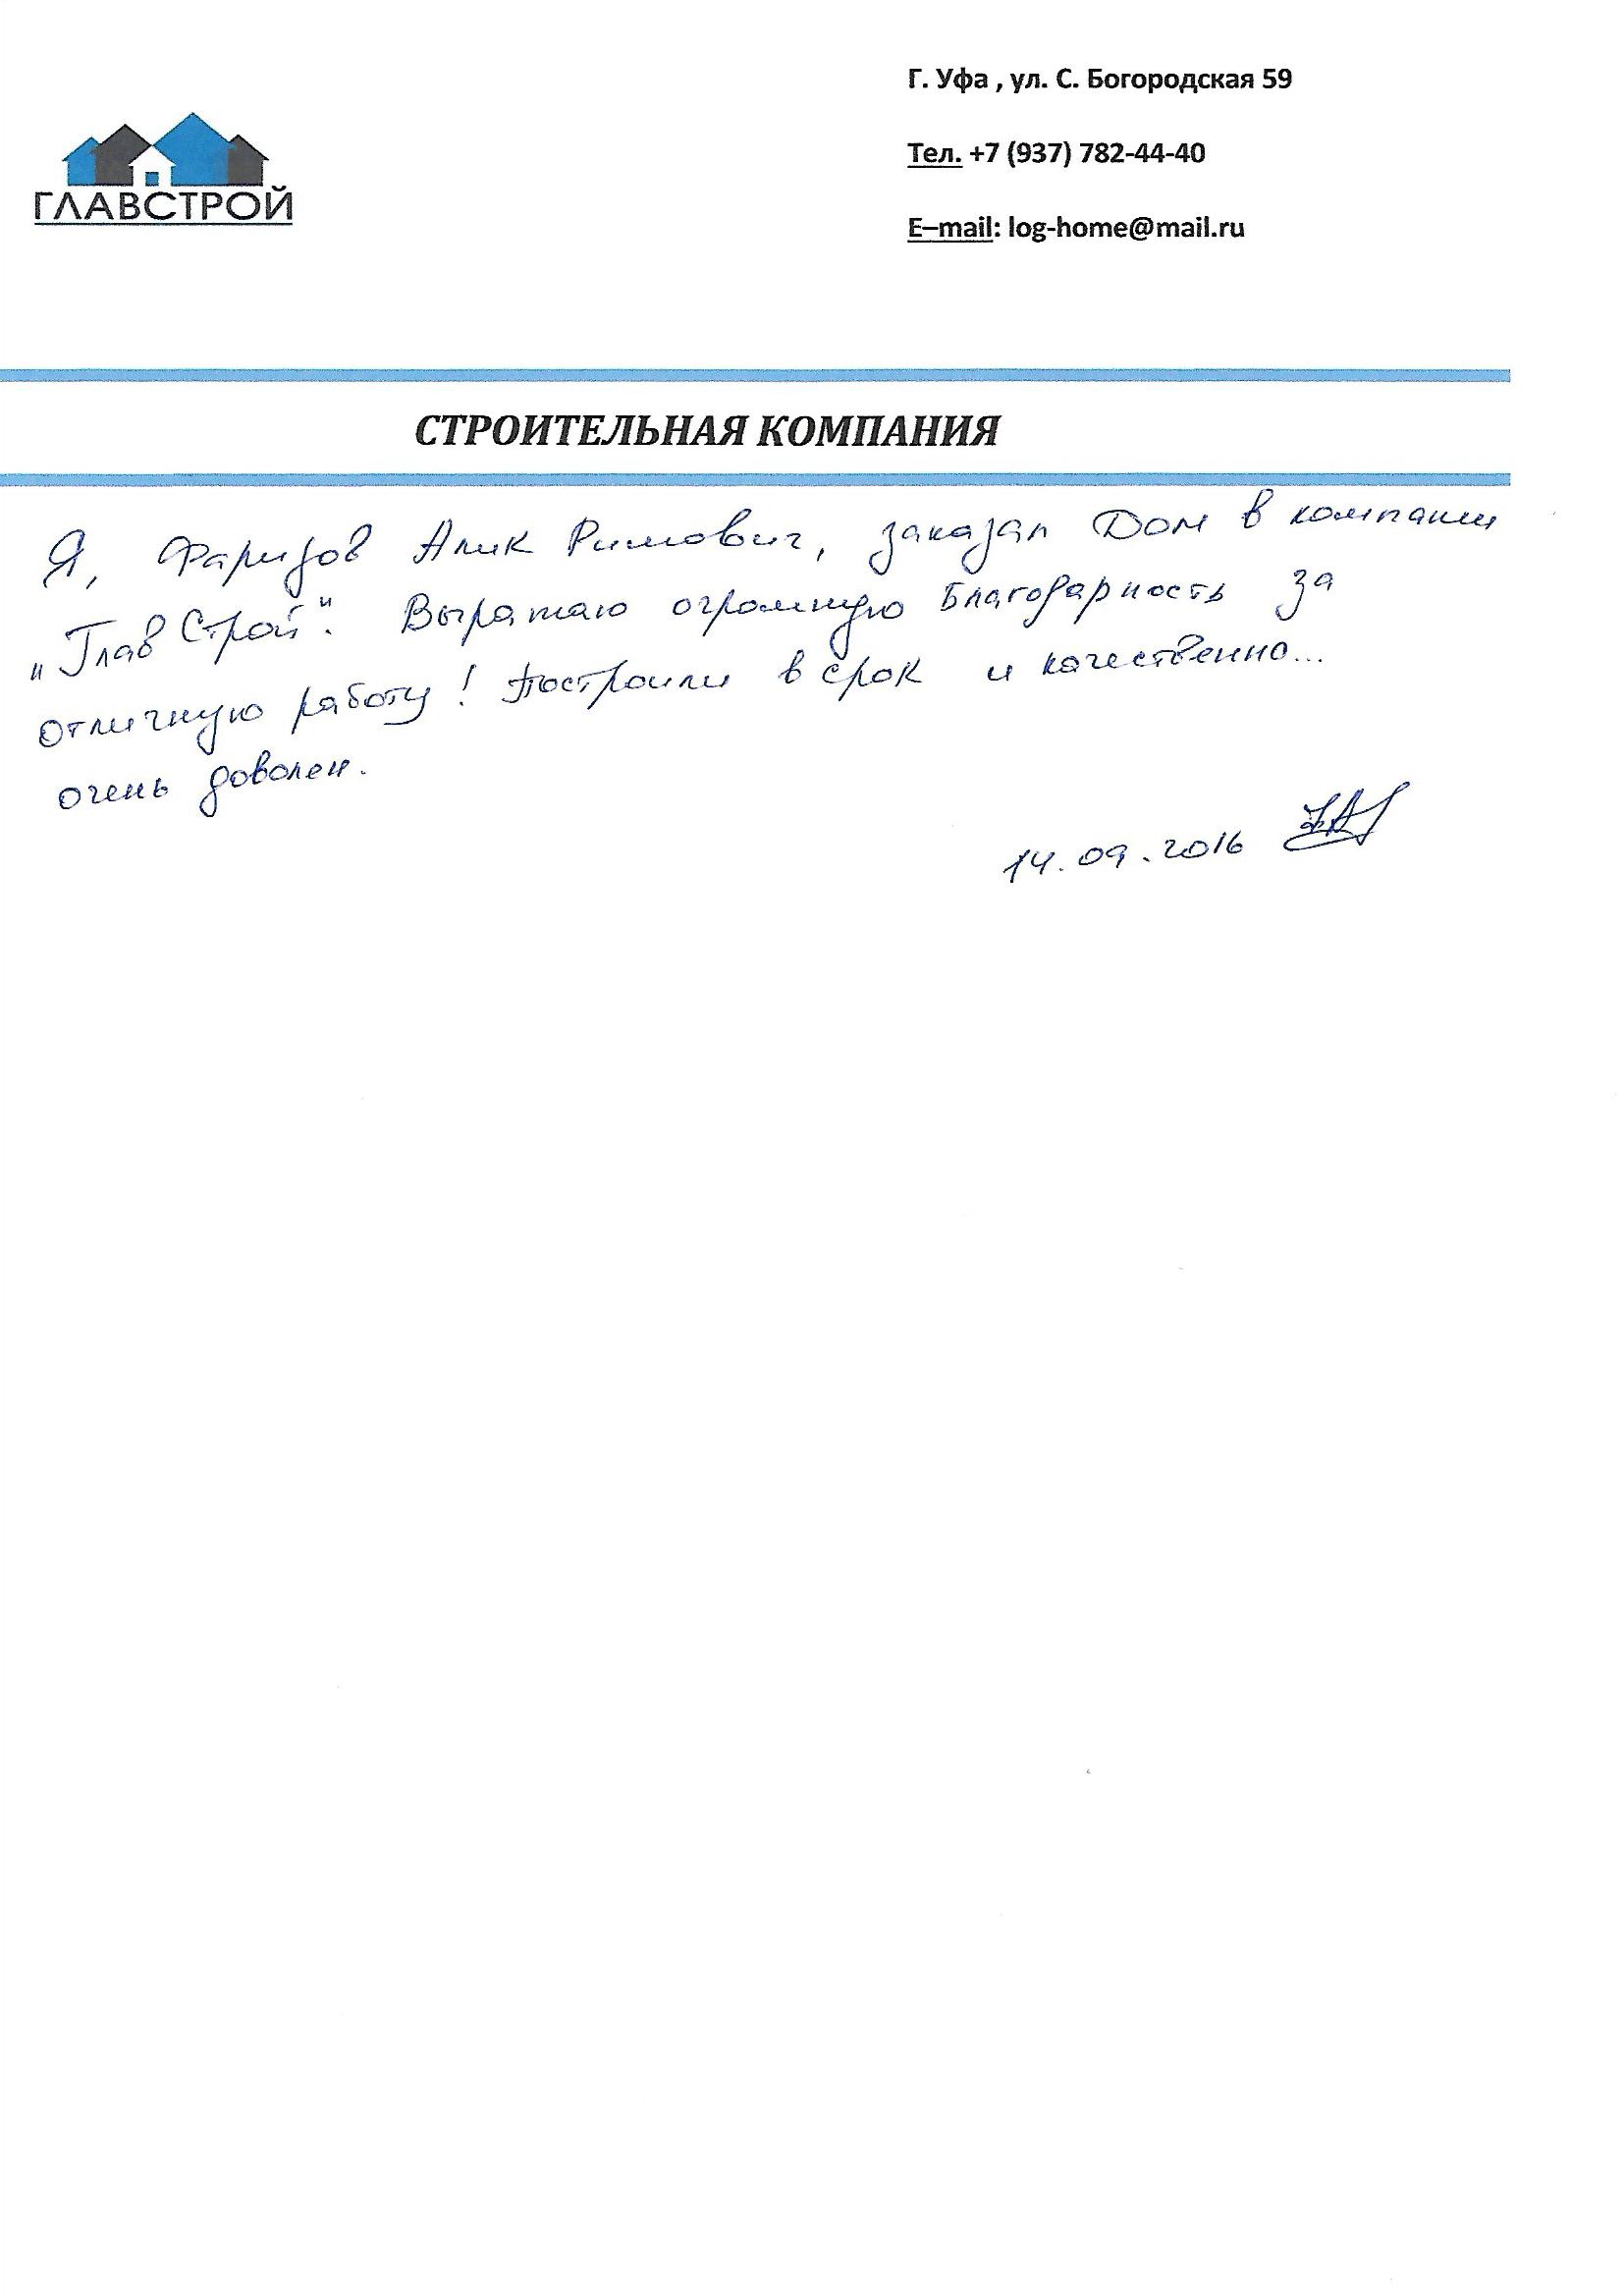 Г. Уфа , ул. С. Богородская 59
Тел. +7 (937) 782-44-40
E–mail: log-home@mail.ru
ГЛАВСТРОЙ
СТРОИТЕЛЬНАЯ КОМПАНИЯ
Я, Фаризов Алик Римович, заказал Дом в компании
„Глав Строй". Выражаю огромную Благодарность за
отличную работу! Построили в срок и качественно...
очень доволен.
14.09.2016